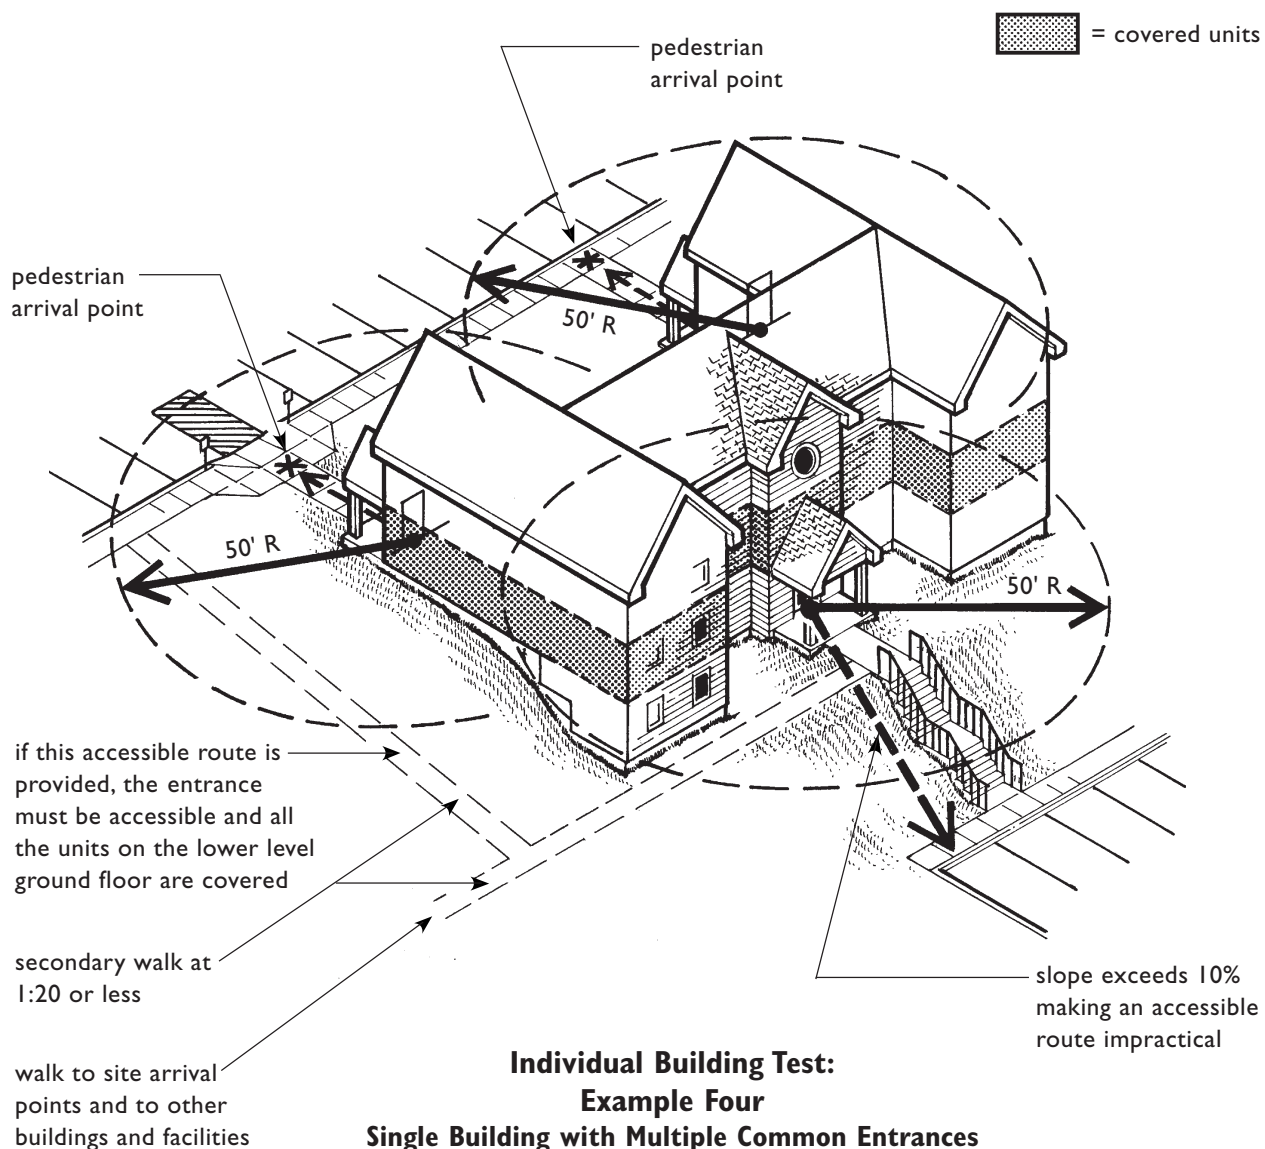 = covered units
pedestrian
arrival point
pedestrian
arrival point
50' R
50' R
50' R
if this accessible route is
provided, the entrance
must be accessible and all
the units on the lower level
ground floor are covered
secondary walk at
1:20 or less
walk to site arrival
points and to other
buildings and facilities
slope exceeds 10%
making an accessible
route impractical
Individual Building Test:
Example Four
Single Building with Multiple Common Entrances